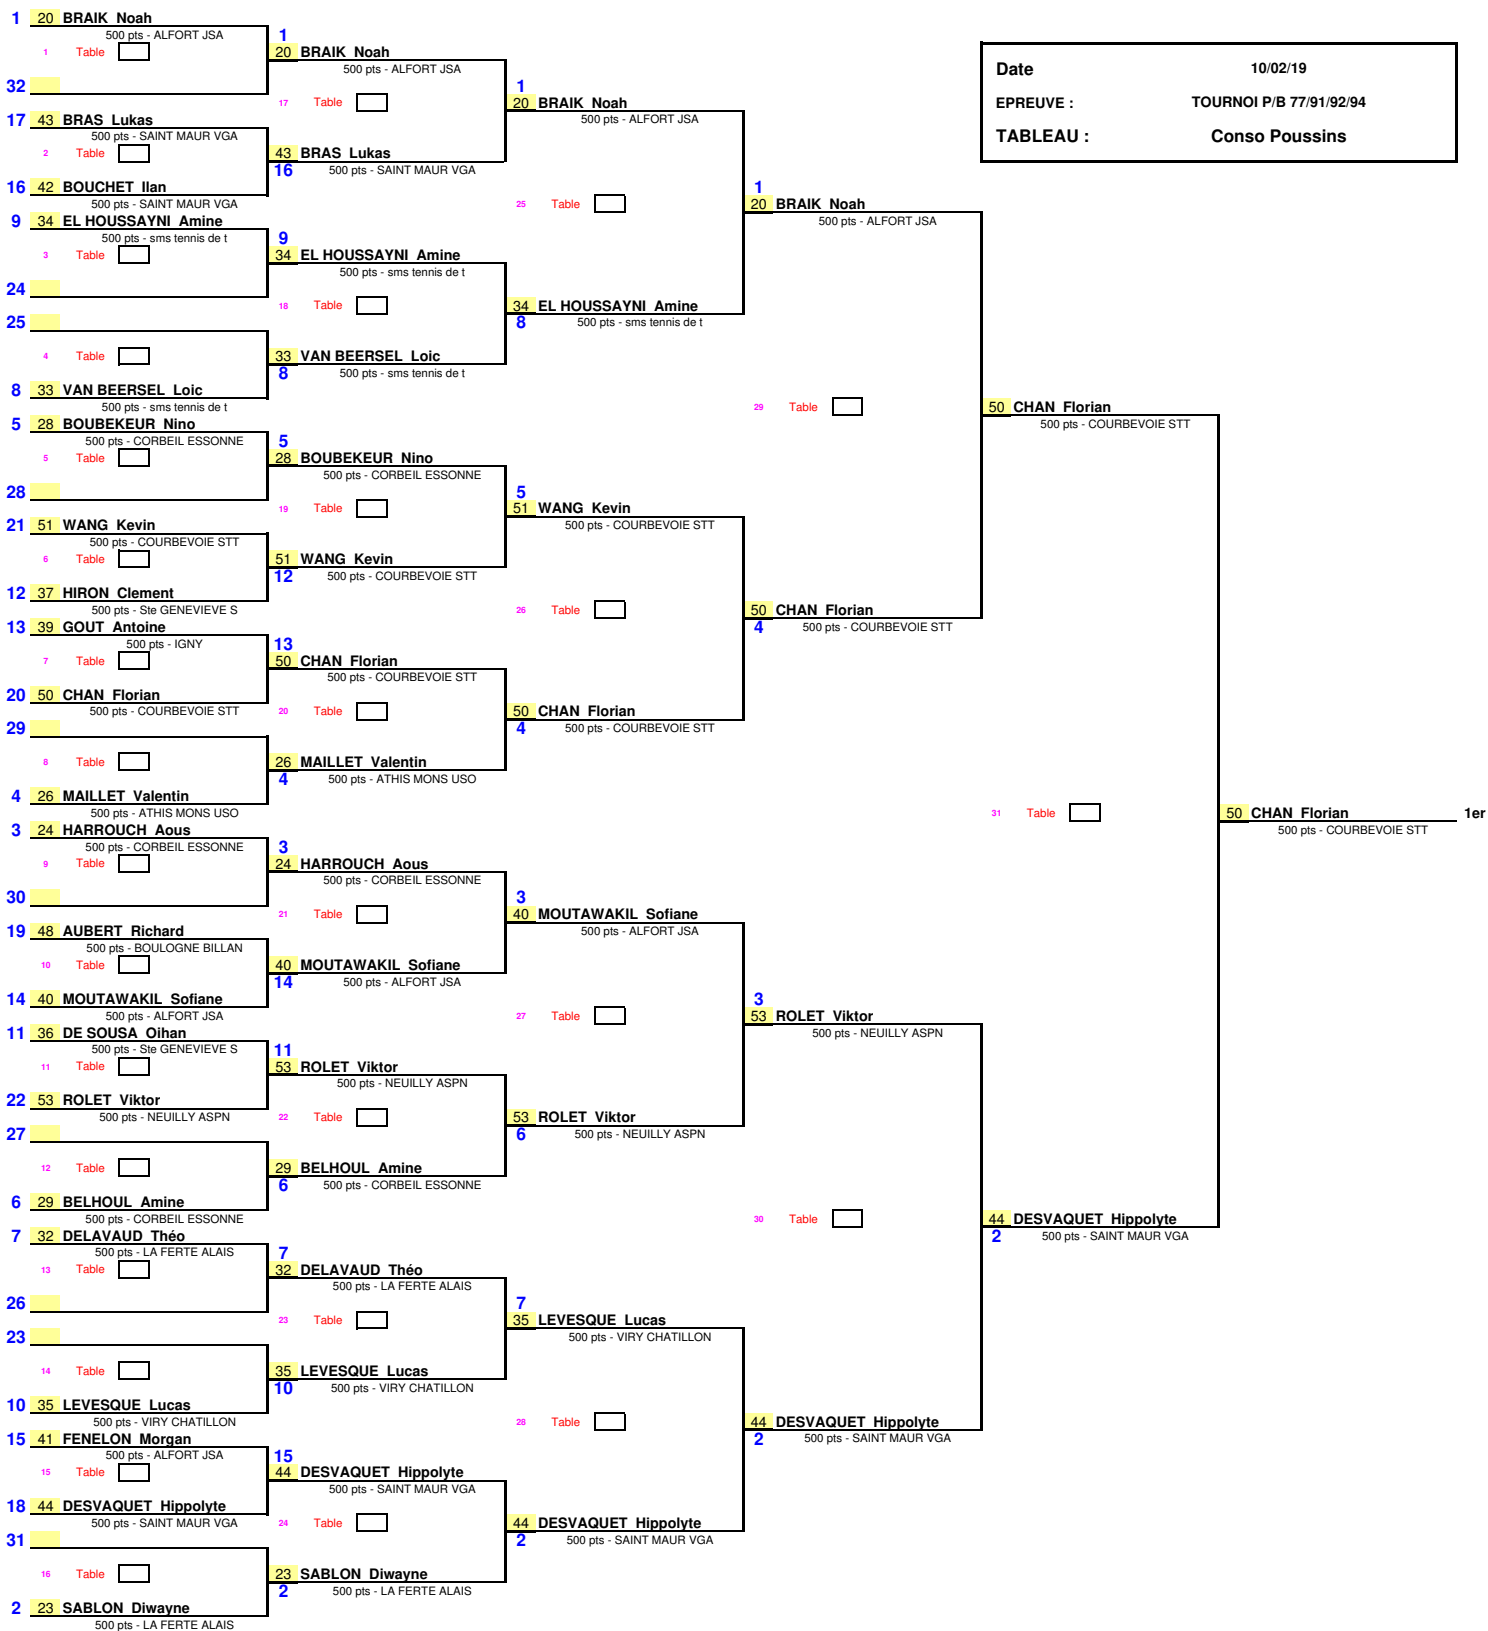 Date 10/02/19
EPREUVE : TOURNOI P/B 77/91/92/94
TABLEAU : Conso Poussins
1 20 BRAIK Noah
500 pts - ALFORT JSA
1 Table
32
17 43 BRAS Lukas
500 pts - SAINT MAUR VGA
2 Table
16 42 BOUCHET Ilan
500 pts - SAINT MAUR VGA
9 34 EL HOUSSAYNI Amine
500 pts - sms tennis de t
3 Table
24
25
4 Table
8 33 VAN BEERSEL Loic
500 pts - sms tennis de t
5 28 BOUBEKEUR Nino
500 pts - CORBEIL ESSONNE
5 Table
28
21 51 WANG Kevin
500 pts - COURBEVOIE STT
6 Table
12 37 HIRON Clement
500 pts - Ste GENEVIEVE S
13 39 GOUT Antoine
500 pts - IGNY
7 Table
20 50 CHAN Florian
500 pts - COURBEVOIE STT
29
8 Table
4 26 MAILLET Valentin
500 pts - ATHIS MONS USO
3 24 HARROUCH Aous
500 pts - CORBEIL ESSONNE
9 Table
30
19 48 AUBERT Richard
500 pts - BOULOGNE BILLAN
10 Table
14 40 MOUTAWAKIL Sofiane
500 pts - ALFORT JSA
11 36 DE SOUSA Oihan
500 pts - Ste GENEVIEVE S
11 Table
22 53 ROLET Viktor
500 pts - NEUILLY ASPN
27
12 Table
6 29 BELHOUL Amine
500 pts - CORBEIL ESSONNE
7 32 DELAVAUD Théo
500 pts - LA FERTE ALAIS
13 Table
26
23
14 Table
10 35 LEVESQUE Lucas
500 pts - VIRY CHATILLON
15 41 FENELON Morgan
500 pts - ALFORT JSA
15 Table
18 44 DESVAQUET Hippolyte
500 pts - SAINT MAUR VGA
31
16 Table
2 23 SABLON Diwayne
500 pts - LA FERTE ALAIS
1
20 BRAIK Noah
500 pts - ALFORT JSA
17 Table
43 BRAS Lukas
16 500 pts - SAINT MAUR VGA
9
34 EL HOUSSAYNI Amine
500 pts - sms tennis de t
18 Table
33 VAN BEERSEL Loic
8 500 pts - sms tennis de t
5
28 BOUBEKEUR Nino
500 pts - CORBEIL ESSONNE
19 Table
51 WANG Kevin
12 500 pts - COURBEVOIE STT
13
50 CHAN Florian
500 pts - COURBEVOIE STT
20 Table
26 MAILLET Valentin
4 500 pts - ATHIS MONS USO
3
24 HARROUCH Aous
500 pts - CORBEIL ESSONNE
21 Table
40 MOUTAWAKIL Sofiane
14 500 pts - ALFORT JSA
11
53 ROLET Viktor
500 pts - NEUILLY ASPN
22 Table
29 BELHOUL Amine
6 500 pts - CORBEIL ESSONNE
7
32 DELAVAUD Théo
500 pts - LA FERTE ALAIS
23 Table
35 LEVESQUE Lucas
10 500 pts - VIRY CHATILLON
15
44 DESVAQUET Hippolyte
500 pts - SAINT MAUR VGA
24 Table
23 SABLON Diwayne
2 500 pts - LA FERTE ALAIS
1
20 BRAIK Noah
500 pts - ALFORT JSA
25 Table
34 EL HOUSSAYNI Amine
8 500 pts - sms tennis de t
5
51 WANG Kevin
500 pts - COURBEVOIE STT
26 Table
50 CHAN Florian
4 500 pts - COURBEVOIE STT
3
40 MOUTAWAKIL Sofiane
500 pts - ALFORT JSA
27 Table
53 ROLET Viktor
6 500 pts - NEUILLY ASPN
7
35 LEVESQUE Lucas
500 pts - VIRY CHATILLON
28 Table
44 DESVAQUET Hippolyte
2 500 pts - SAINT MAUR VGA
1
20 BRAIK Noah
500 pts - ALFORT JSA
29 Table
50 CHAN Florian
4 500 pts - COURBEVOIE STT
3
53 ROLET Viktor
500 pts - NEUILLY ASPN
30 Table
44 DESVAQUET Hippolyte
2 500 pts - SAINT MAUR VGA
50 CHAN Florian
500 pts - COURBEVOIE STT
31 Table
44 DESVAQUET Hippolyte
2 500 pts - SAINT MAUR VGA
50 CHAN Florian 1er
500 pts - COURBEVOIE STT